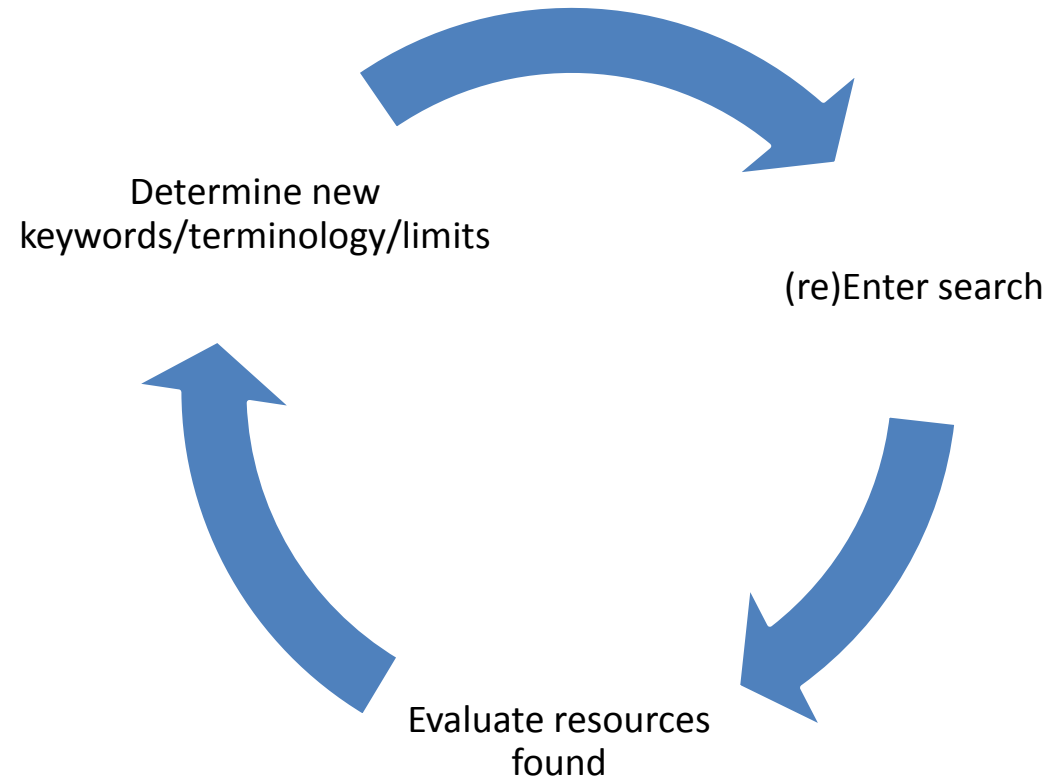 Determine new
keywords/terminology/limits
(re)Enter search
Evaluate resources
found